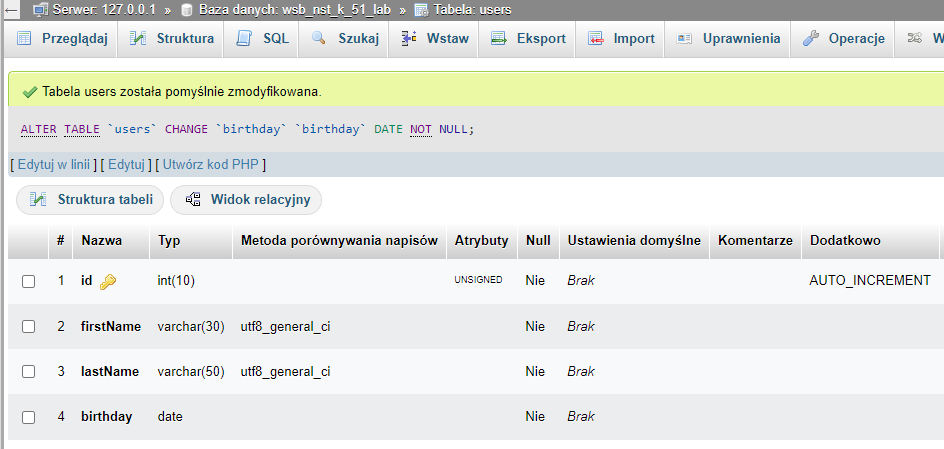 Serwer: 127.0.0.1 » Baza danych: wsb_nst_k_51_lab » Tabela: users
Przeglądaj Struktura SQL Szukaj Wstaw Eksport Import Uprawnienia Operacje W
Tabela users została pomyślnie zmodyfikowana.
ALTER TABLE `users` CHANGE `birthday` `birthday` DATE NOT NULL;
[ Edytuj w linii ] [ Edytuj ] [ Utwórz kod PHP ]
Struktura tabeli Widok relacyjny
# Nazwa Typ Metoda porównywania napisów Atrybuty Null Ustawienia domyślne Komentarze Dodatkowo
1 id int(10) UNSIGNED Nie Brak AUTO_INCREMENT
2 firstName varchar(30) utf8_general_ci Nie Brak
3 lastName varchar(50) utf8_general_ci Nie Brak
4 birthday date Nie Brak